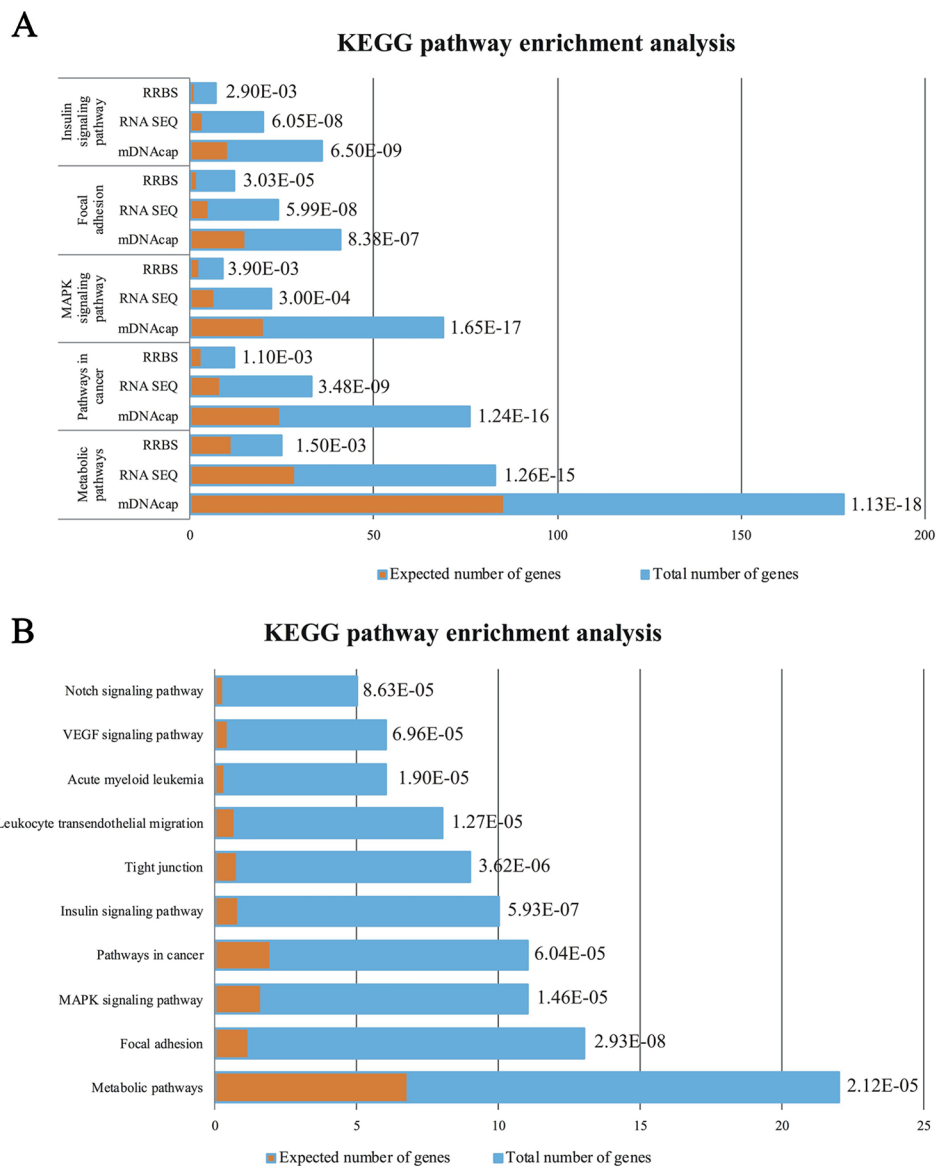 A
KEGG pathway enrichment analysis
Insulin
signaling
pathway
RRBS
2.90E-03
RNA SEQ
6.05E-08
mDNAcap
6.50E-09
Focal
adhesion
RRBS
3.03E-05
RNA SEQ
5.99E-08
mDNAcap
8.38E-07
MAPK
signaling
pathway
RRBS
3.90E-03
RNA SEQ
3.00E-04
mDNAcap
1.65E-17
Pathways in
cancer
RRBS
1.10E-03
RNA SEQ
3.48E-09
mDNAcap
1.24E-16
Metabolic
pathways
RRBS
1.50E-03
RNA SEQ
1.26E-15
mDNAcap
1.13E-18
0 50 100 150 200
Expected number of genes Total number of genes
B
KEGG pathway enrichment analysis
Notch signaling pathway 8.63E-05
VEGF signaling pathway 6.96E-05
Acute myeloid leukemia 1.90E-05
Leukocyte transendothelial migration 1.27E-05
Tight junction 3.62E-06
Insulin signaling pathway 5.93E-07
Pathways in cancer 6.04E-05
MAPK signaling pathway 1.46E-05
Focal adhesion 2.93E-08
Metabolic pathways 2.12E-05
0 5 10 15 20 25
Expected number of genes Total number of genes